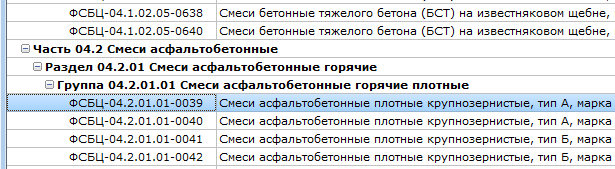 ФСБЦ-04.1.02.05-0638 Смеси бетонные тяжелого бетона (БСТ) на известняковом щебне,
ФСБЦ-04.1.02.05-0640 Смеси бетонные тяжелого бетона (БСТ) на известняковом щебне,
Часть 04.2 Смеси асфальтобетонные
Раздел 04.2.01 Смеси асфальтобетонные горячие
Группа 04.2.01.01 Смеси асфальтобетонные горячие плотные
ФСБЦ-04.2.01.01-0039 Смеси асфальтобетонные плотные крупнозернистые, тип А, марка
ФСБЦ-04.2.01.01-0040 Смеси асфальтобетонные плотные крупнозернистые, тип А, марка
ФСБЦ-04.2.01.01-0041 Смеси асфальтобетонные плотные крупнозернистые, тип Б, марка
ФСБЦ-04.2.01.01-0042 Смеси асфальтобетонные плотные крупнозернистые, тип Б, марка